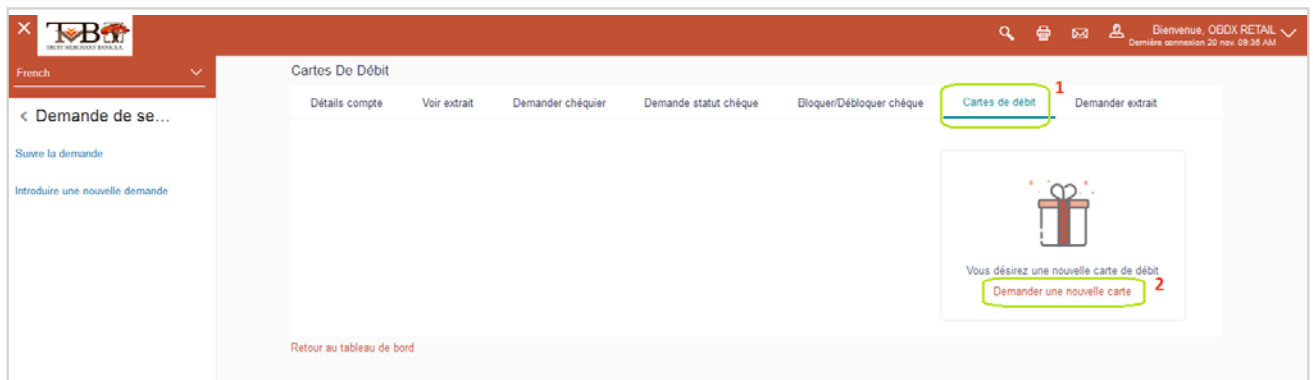 TMBTM
TRUST MERCHANT BANK S.A.
Bienvenue, OBDX RETAIL
Dernière connexion 20 nov. 09:36 AM
French
Cartes De Débit
Détails compte Voir extrait Demander chéquier Demande statut chèque Bloquer/Débloquer chèque Cartes de débit 1 Demander extrait
< Demande de se...
Suivre la demande
Introduire une nouvelle demande
Vous désirez une nouvelle carte de débit
Demander une nouvelle carte 2
Retour au tableau de bord